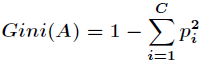 $Gini(A) = 1 - \sum_{i=1}^{C} p_i^2$